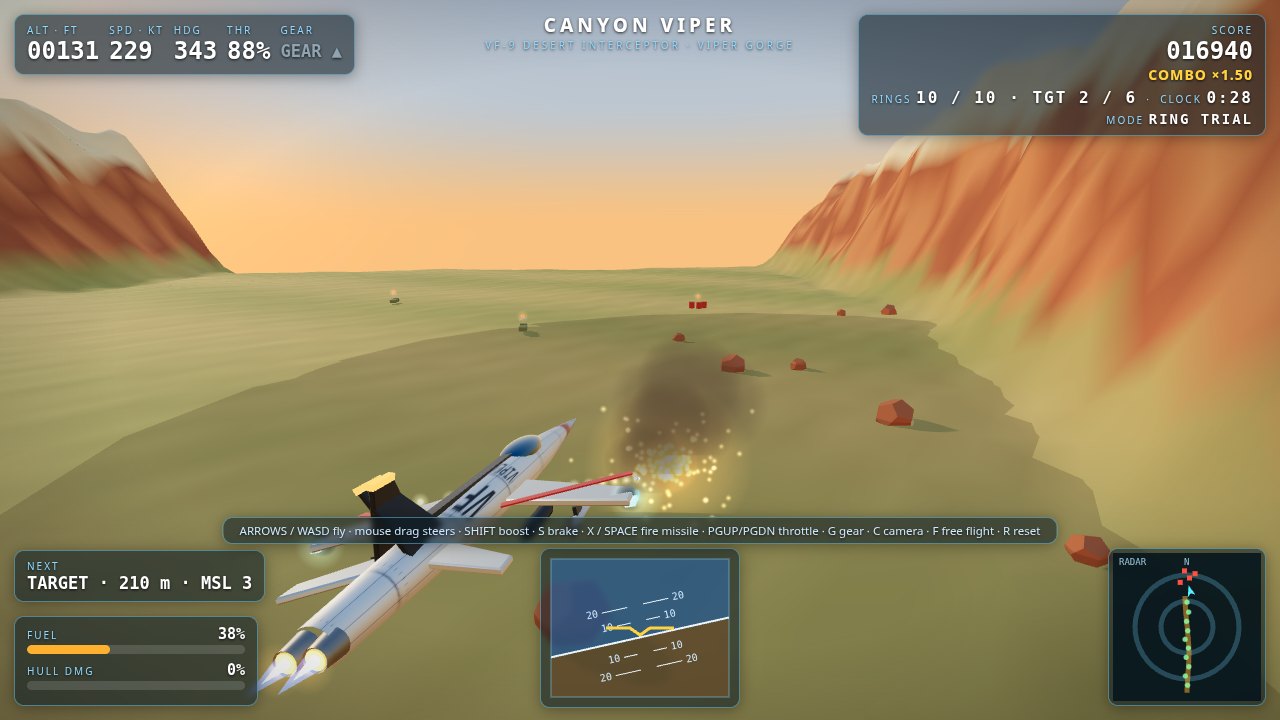 ALT · FT SPD · KT HDG THR GEAR
00131 229 343 88% GEAR ▲
CANYON VIPER
VF-9 DESERT INTERCEPTOR · VIPER GORGE
SCORE
016940
COMBO ×1.50
RINGS 10 / 10 · TGT 2 / 6 · CLOCK 0:28
MODE RING TRIAL
ARROWS / WASD fly · mouse drag steers · SHIFT boost · S brake · X / SPACE fire missile · PGUP/PGDN throttle · G gear · C camera · F free flight · R reset
NEXT
TARGET · 210 m · MSL 3
FUEL 38%
HULL DMG 0%
20 20
10 10
10 10
20 20
RADAR N